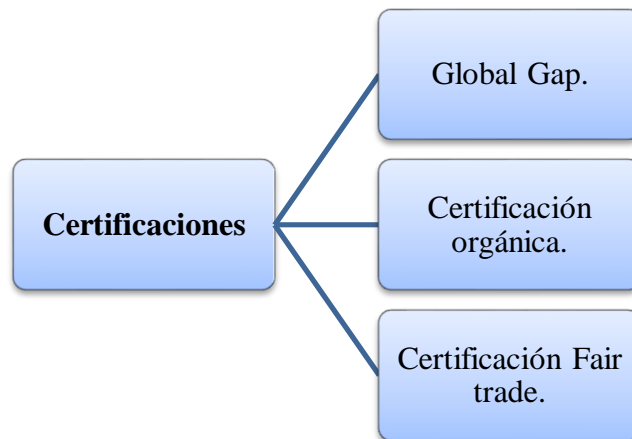 Global Gap.
Certificaciones
Certificación
orgánica.
Certificación Fair
trade.